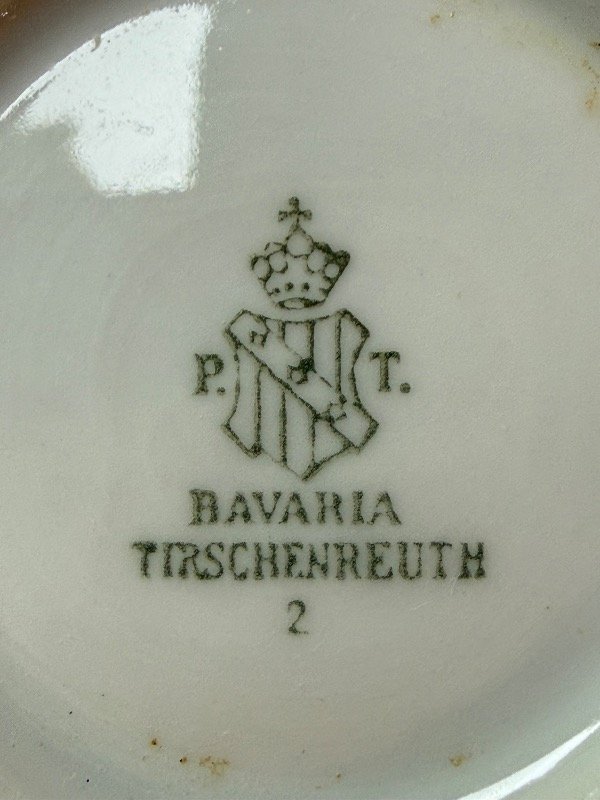 P. T.
BAVARIA
TIRSCHENREUTH
2